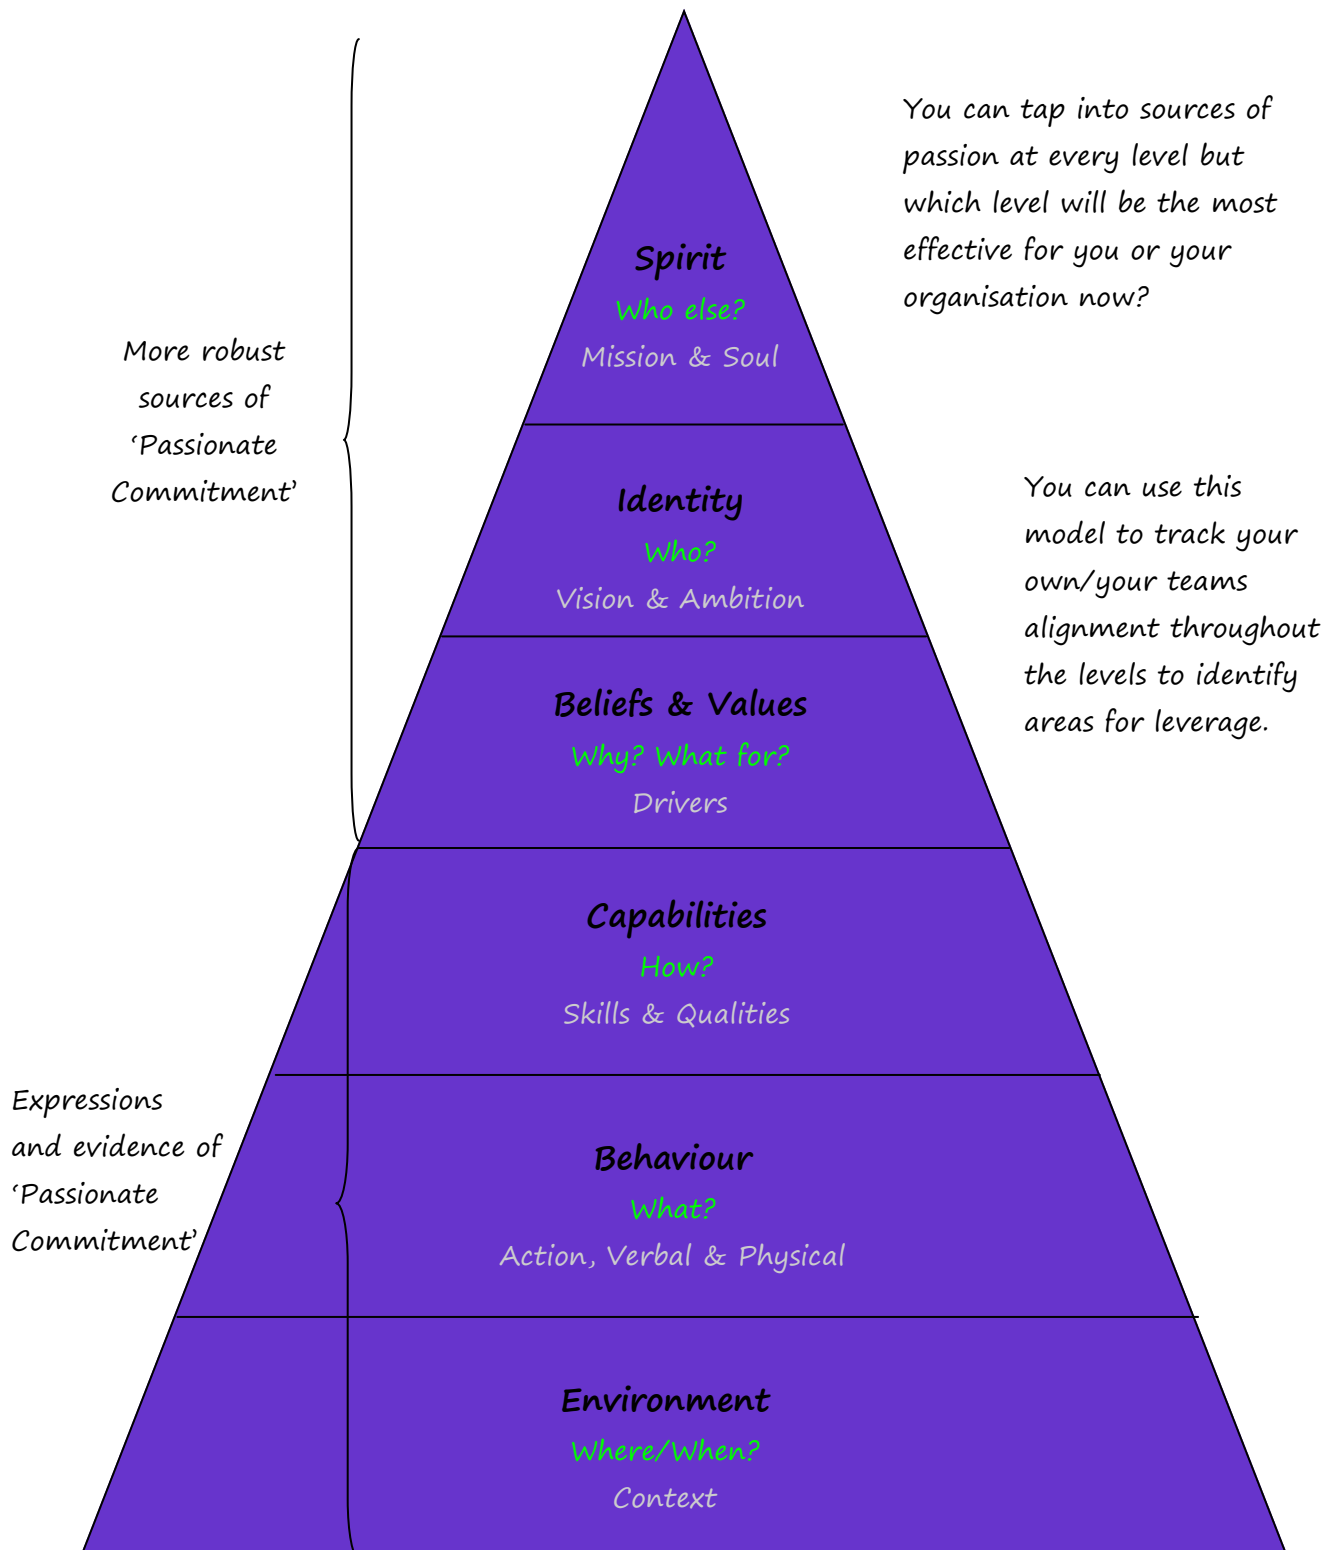 You can tap into sources of
passion at every level but
which level will be the most
effective for you or your
organisation now?
Spirit
Who else?
Mission & Soul
More robust
sources of
‘Passionate
Commitment’
Identity
Who?
Vision & Ambition
You can use this
model to track your
own/your teams
alignment throughout
the levels to identify
areas for leverage.
Beliefs & Values
Why? What for?
Drivers
Capabilities
How?
Skills & Qualities
Expressions
and evidence of
‘Passionate
Commitment’
Behaviour
What?
Action, Verbal & Physical
Environment
Where/When?
Context